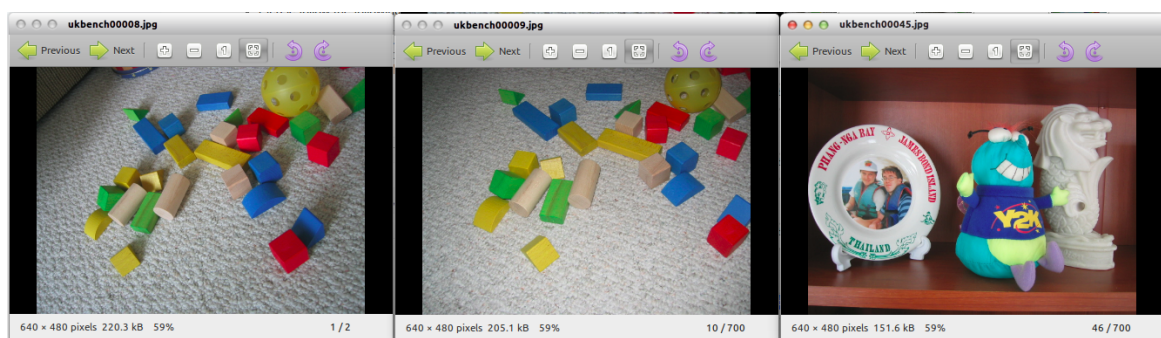 ukbench00008.jpg
Previous Next
640 × 480 pixels 220.3 kB 59% 1 / 2
ukbench00009.jpg
Previous Next
640 × 480 pixels 205.1 kB 59% 10 / 700
ukbench00045.jpg
Previous Next
PHANG-NGA BAY JAMES BOND ISLAND
THAILAND
Y2K
640 × 480 pixels 151.6 kB 59% 46 / 700